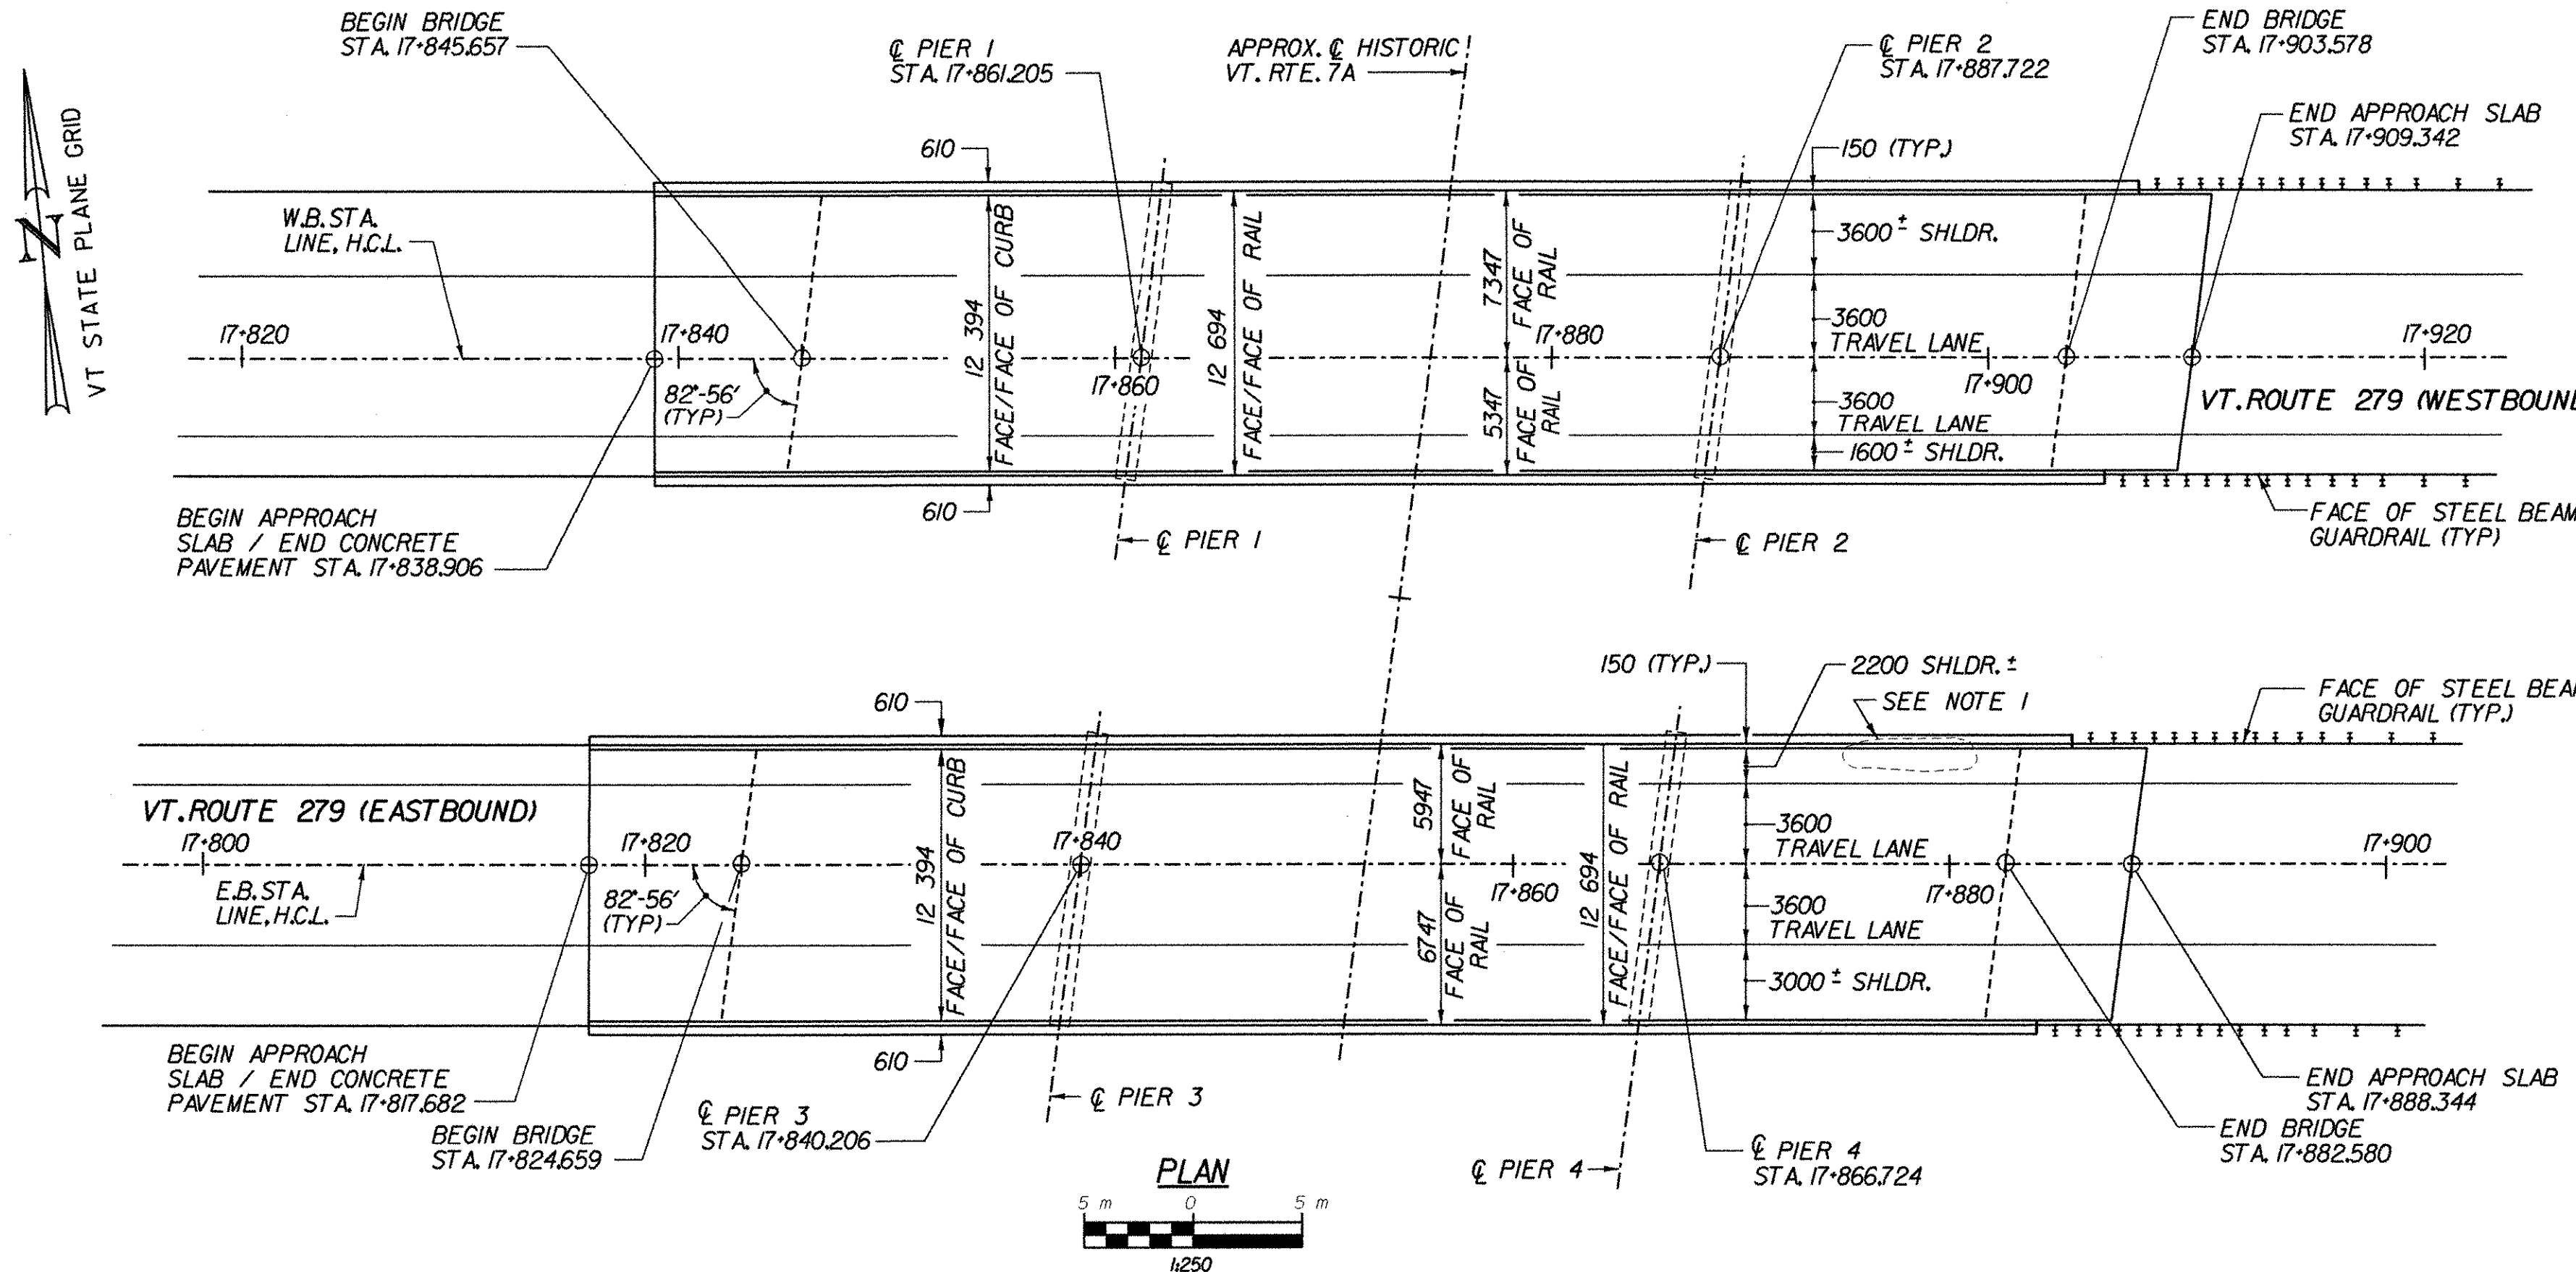 BEGIN BRIDGE
STA. 17+845.657
℄ PIER 1
STA. 17+861.205
APPROX. ℄ HISTORIC
VT. RTE. 7A
℄ PIER 2
STA. 17+887.722
END BRIDGE
STA. 17+903.578
END APPROACH SLAB
STA. 17+909.342
N
VT STATE PLANE GRID
610
150 (TYP.)
W.B. STA.
LINE, H.C.L.
17+820
17+840
82°-56'
(TYP)
12 394
FACE/FACE OF CURB
17+860
12 694
FACE/FACE OF RAIL
7347
FACE OF
RAIL
5347
FACE OF
RAIL
17+880
3600 ± SHLDR.
3600
TRAVEL LANE
17+900
17+920
3600
TRAVEL LANE
1600 ± SHLDR.
VT. ROUTE 279 (WESTBOUND
610
BEGIN APPROACH
SLAB / END CONCRETE
PAVEMENT STA. 17+838.906
℄ PIER 1
℄ PIER 2
FACE OF STEEL BEAM
GUARDRAIL (TYP)
610
150 (TYP.)
2200 SHLDR. ±
SEE NOTE 1
FACE OF STEEL BEAM
GUARDRAIL (TYP.)
VT. ROUTE 279 (EASTBOUND)
17+800
17+820
E.B. STA.
LINE, H.C.L.
82°-56'
(TYP)
12 394
FACE/FACE OF CURB
17+840
5947
FACE OF
RAIL
6747
FACE OF
RAIL
17+860
12 694
FACE/FACE OF RAIL
3600
TRAVEL LANE
3600
TRAVEL LANE
3000 ± SHLDR.
17+880
17+900
610
BEGIN APPROACH
SLAB / END CONCRETE
PAVEMENT STA. 17+817.682
BEGIN BRIDGE
STA. 17+824.659
℄ PIER 3
STA. 17+840.206
℄ PIER 3
℄ PIER 4
℄ PIER 4
STA. 17+866.724
END APPROACH SLAB
STA. 17+888.344
END BRIDGE
STA. 17+882.580
PLAN
5 m 0 5 m
1:250